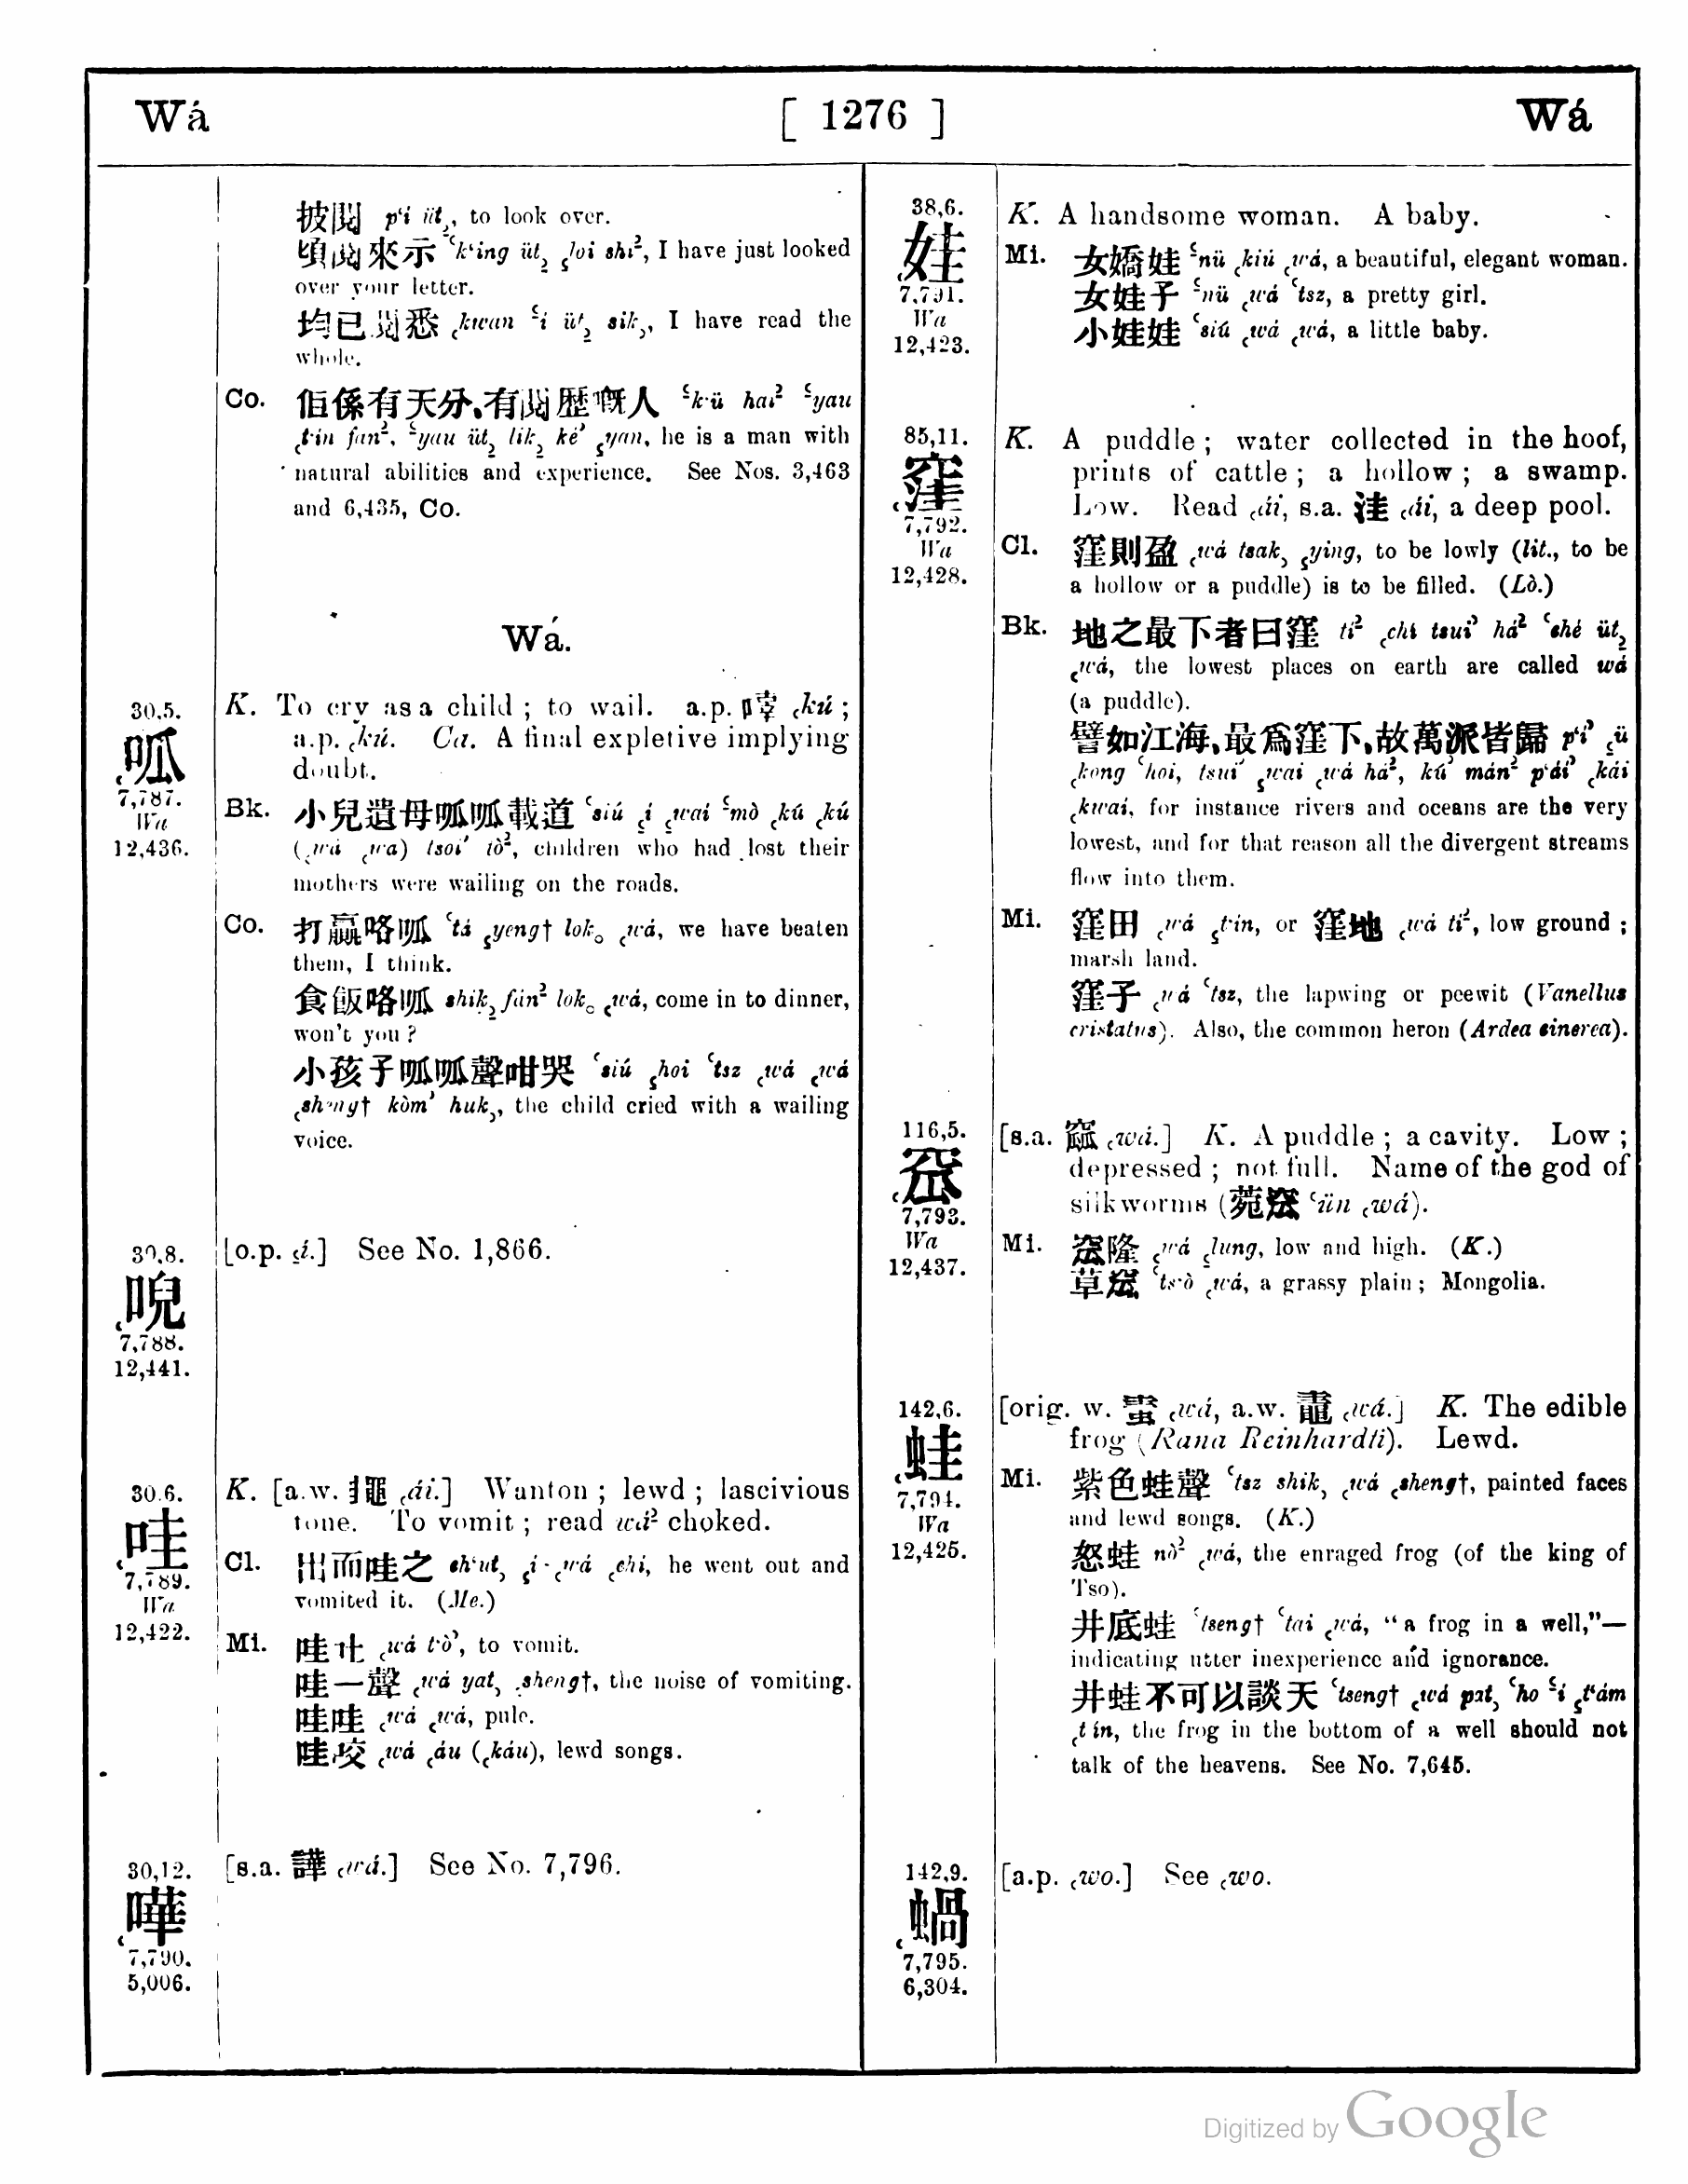 Wá [ 1276 ] Wá
披閱 p‘i üt꜇, to look over.
頃閱來示 ꜂k‘ing üt꜇ ꜁loi shi², I have just looked
over your letter.
均已閱悉 ꜀kwan ꜃i üt꜇ sik꜆, I have read the
whole.
Co. 佢係有天分、有閱歷嘅人 ꜃k‘ü hai² ꜃yau
꜀t‘in fan², ꜃yau üt꜇ lik꜇ ké’ ꜁yan, he is a man with
natural abilities and experience. See Nos. 3,463
and 6,435, Co.
Wá.
30,5.
呱
7,787.
Wa
12,436.
K. To cry as a child ; to wail. a.p. ꜀kú ;
a.p. ꜀kú. Ca. A final expletive implying
doubt.
Bk. 小兒遺母呱呱載道 ꜂siú ꜁í ꜁wai ꜃mò ꜀kú ꜀kú
(꜀wá ꜀wa) tsoi’ tò², children who had lost their
mothers were wailing on the roads.
Co. 打贏咯呱 ꜂tá ꜁yeng† lok꜀ ꜀wá, we have beaten
them, I think.
食飯咯呱 shik꜇ fán² lok꜀ ꜀wá, come in to dinner,
won't you ?
小孩子呱呱聲咁哭 ꜂siú ꜁hoi ꜂tsz ꜀wá ꜀wá
꜀sheng† kòm’ huk꜆, the child cried with a wailing
voice.
30,8.
唲
7,788.
12,441.
[o.p. ꜁í.] See No. 1,866.
30,6.
哇
7,789.
Wa
12,422.
K. [a.w. ꜀ái.] Wanton ; lewd ; lascivious
tone. To vomit ; read wá² choked.
Cl. 出而哇之 ch‘ut꜆ ꜁í ꜀wá ꜀chi, he went out and
vomited it. (Me.)
Mi. 哇吐 ꜀wá t‘ò’, to vomit.
哇一聲 ꜀wá yat꜆ ꜀sheng†, the noise of vomiting.
哇哇 ꜀wá ꜀wá, pule.
哇咬 ꜀wá ꜀áu (꜀káu), lewd songs.
30,12.
嘩
7,790.
5,006.
[s.a. 譁 ꜀wá.] See No. 7,796.
38,6.
娃
7,791.
Wa
12,423.
K. A handsome woman. A baby.
Mi. 女嬌娃 ꜃nü ꜀kiú ꜀wá, a beautiful, elegant woman.
女娃子 ꜃nü ꜀wá ꜂tsz, a pretty girl.
小娃娃 ꜂siú ꜀wá ꜀wá, a little baby.
85,11.
窪
7,792.
Wa
12,428.
K. A puddle ; water collected in the hoof,
prints of cattle ; a hollow ; a swamp.
Low. Read ꜀ái, s.a. 洼 ꜀ái, a deep pool.
Cl. 窪則盈 ꜀wá tsak꜆ ꜁ying, to be lowly (lit., to be
a hollow or a puddle) is to be filled. (Lò.)
Bk. 地之最下者曰窪 ti² ꜀chi tsui’ há² ꜂ché üt꜇
꜀wá, the lowest places on earth are called wá
(a puddle).
譬如江海、最爲窪下、故萬派皆歸 p‘i’ ꜁ü
꜀kong ꜂hoi, tsui’ ꜁wai ꜀wá há², kú’ mán² p‘ái’ ꜀kái
꜀kwai, for instance rivers and oceans are the very
lowest, and for that reason all the divergent streams
flow into them.
Mi. 窪田 ꜀wá ꜁t‘in, or 窪地 ꜀wá ti², low ground ;
marsh land.
窪子 ꜀wá ꜂tsz, the lapwing or peewit (Vanellus
cristatus). Also, the common heron (Ardea cinerea).
116,5.
窊
7,793.
Wa
12,437.
[s.a. ꜀wá.] K. A puddle ; a cavity. Low ;
depressed ; not full. Name of the god of
silkworms (菀窊 ꜂ün ꜀wá).
Mi. 窊隆 ꜀wá ꜁lung, low and high. (K.)
草窊 ꜂ts‘ò ꜀wá, a grassy plain ; Mongolia.
142,6.
蛙
7,794.
Wa
12,425.
[orig. w. ꜀wá, a.w. ꜀wá.] K. The edible
frog (Rana Reinhardti). Lewd.
Mi. 紫色蛙聲 ꜂tsz shik꜆ ꜀wá ꜀sheng†, painted faces
and lewd songs. (K.)
怒蛙 nò² ꜀wá, the enraged frog (of the king of
Tso).
井底蛙 ꜂tseng† ꜂tai ꜀wá, “a frog in a well,”—
indicating utter inexperience and ignorance.
井蛙不可以談天 ꜂tseng† ꜀wá pat꜆ ꜂ho ꜃í ꜁t‘ám
꜀t‘in, the frog in the bottom of a well should not
talk of the heavens. See No. 7,645.
142,9.
蝸
7,795.
6,304.
[a.p. ꜀wo.] See ꜀wo.
Digitized by Google